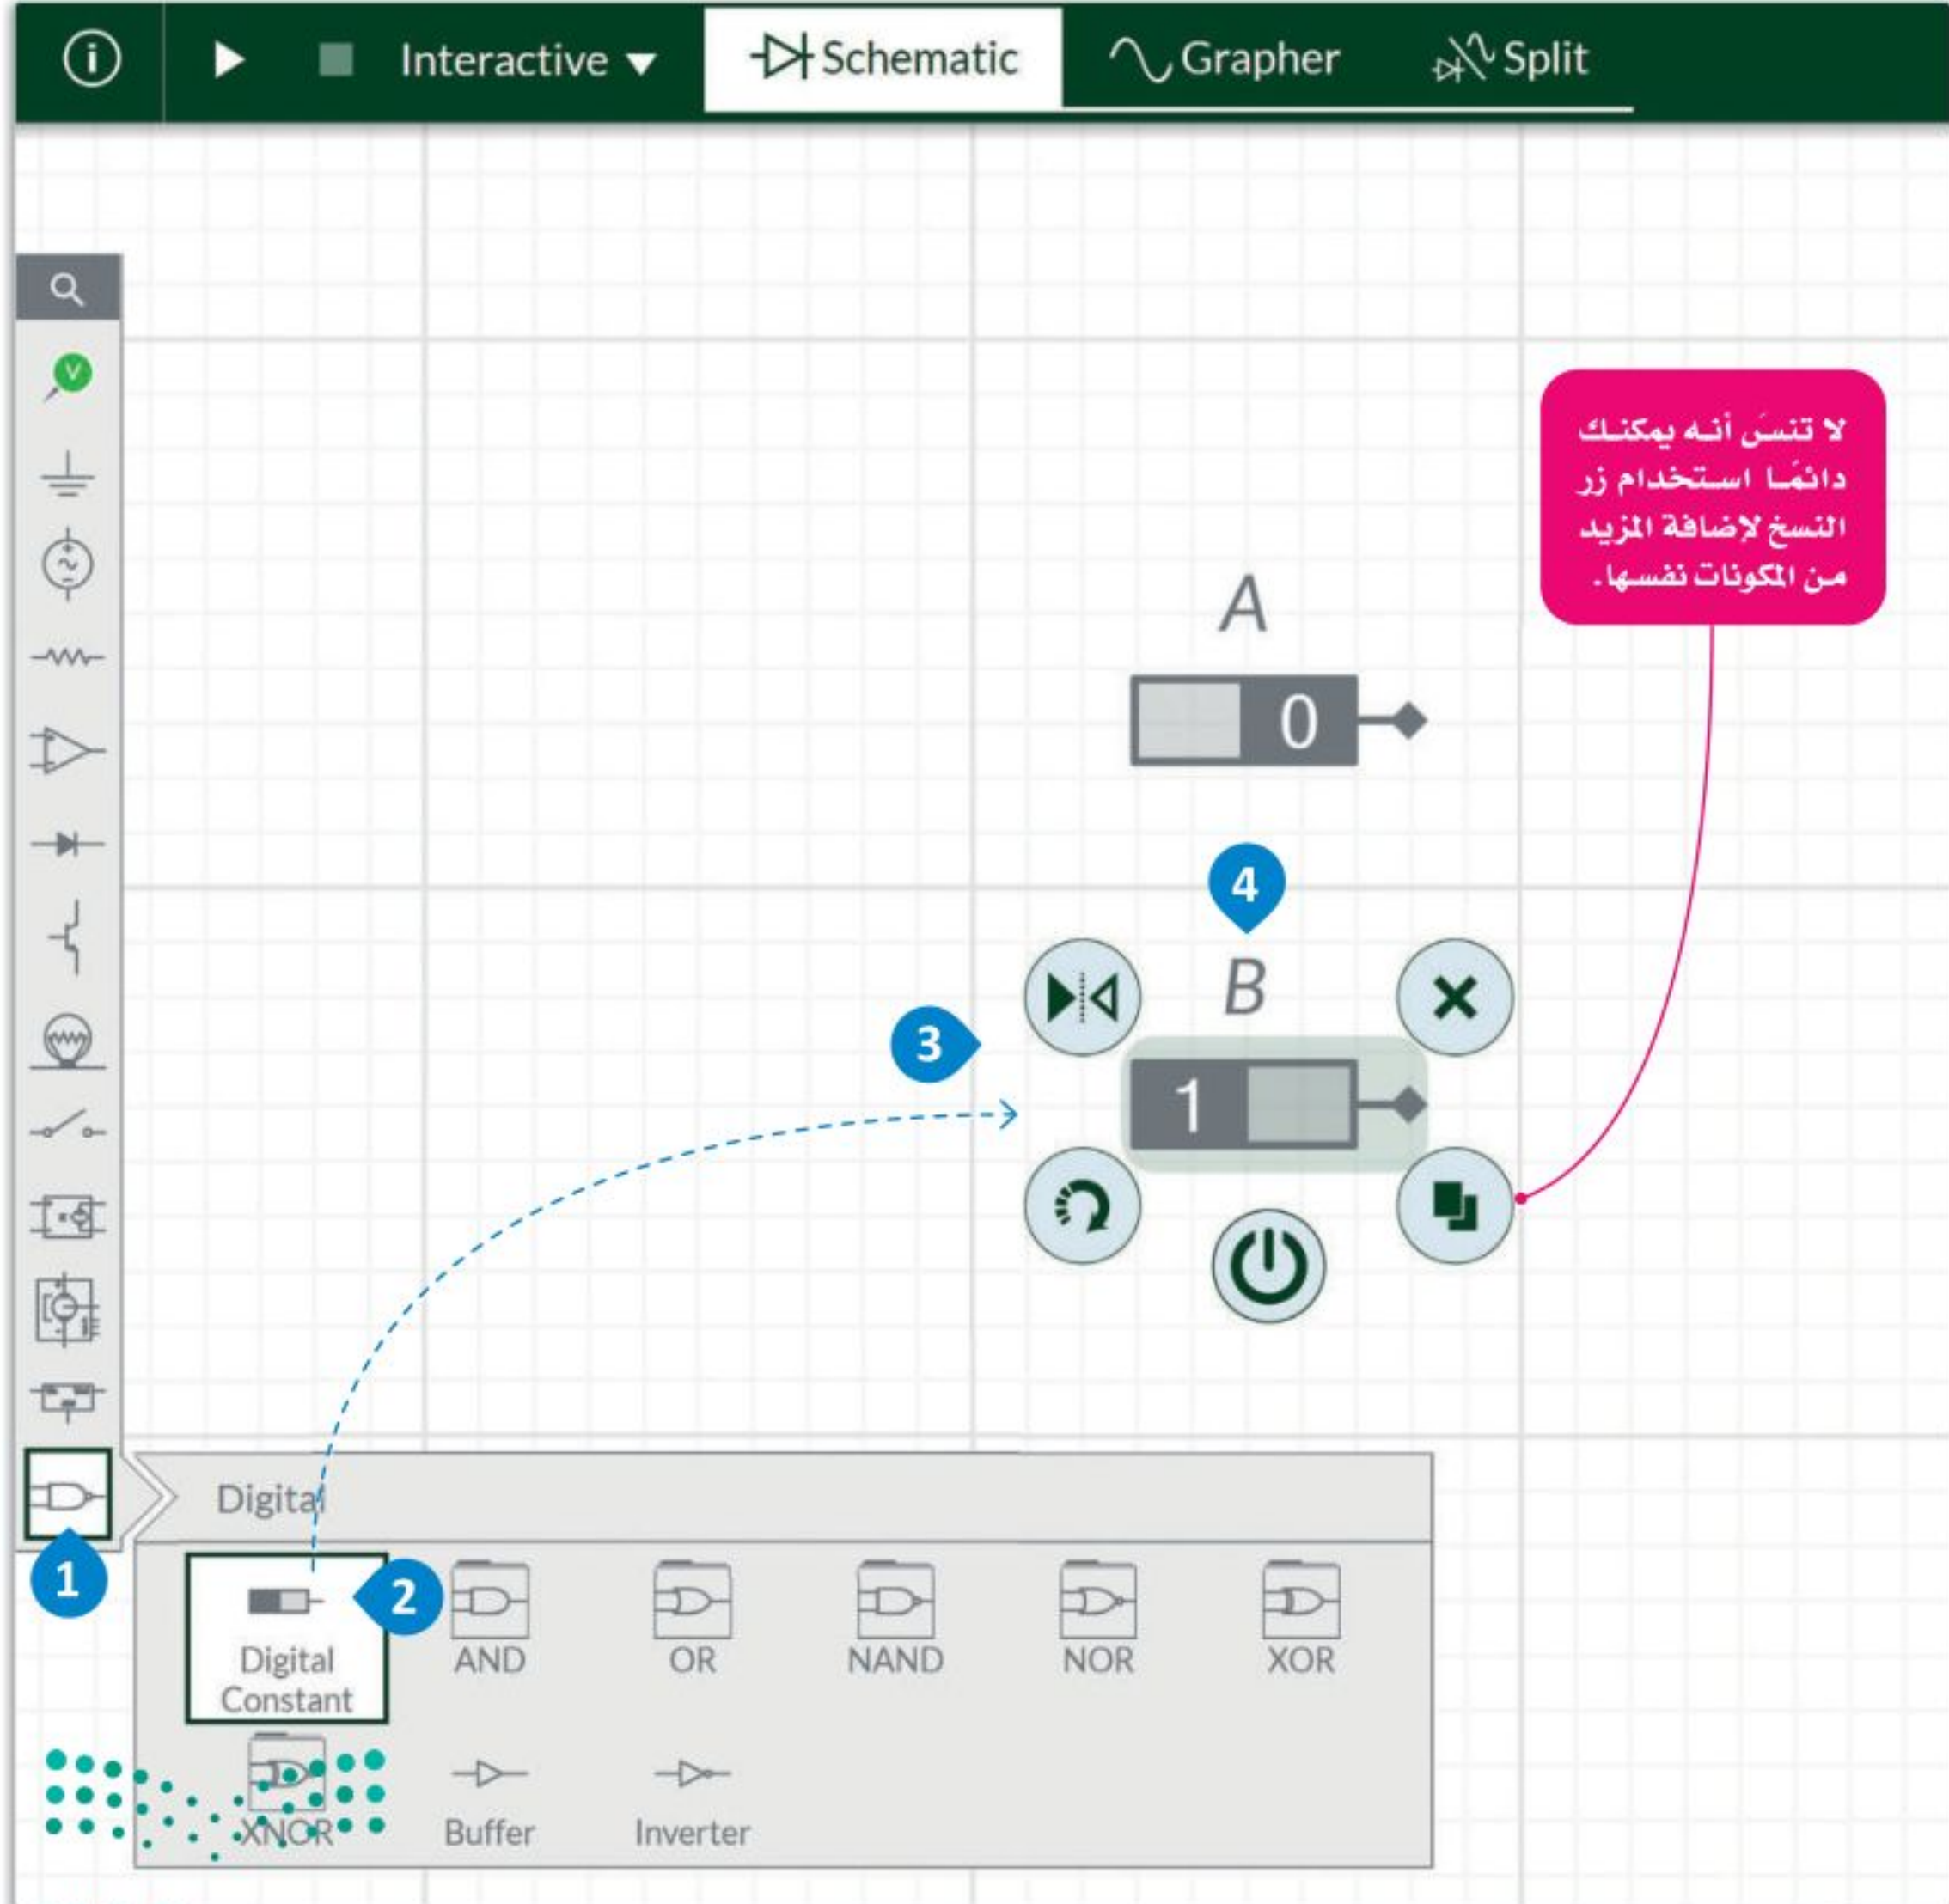 i Interactive Schematic Grapher Split
V
لا تنسَ أنه يمكنك
دائمًا استخدام زر
النسخ لإضافة المزيد
من المكونات نفسها.
A
0
4
B
3
1
Digital
1
2
Digital
Constant
AND
OR
NAND
NOR
XOR
XNOR
Buffer
Inverter